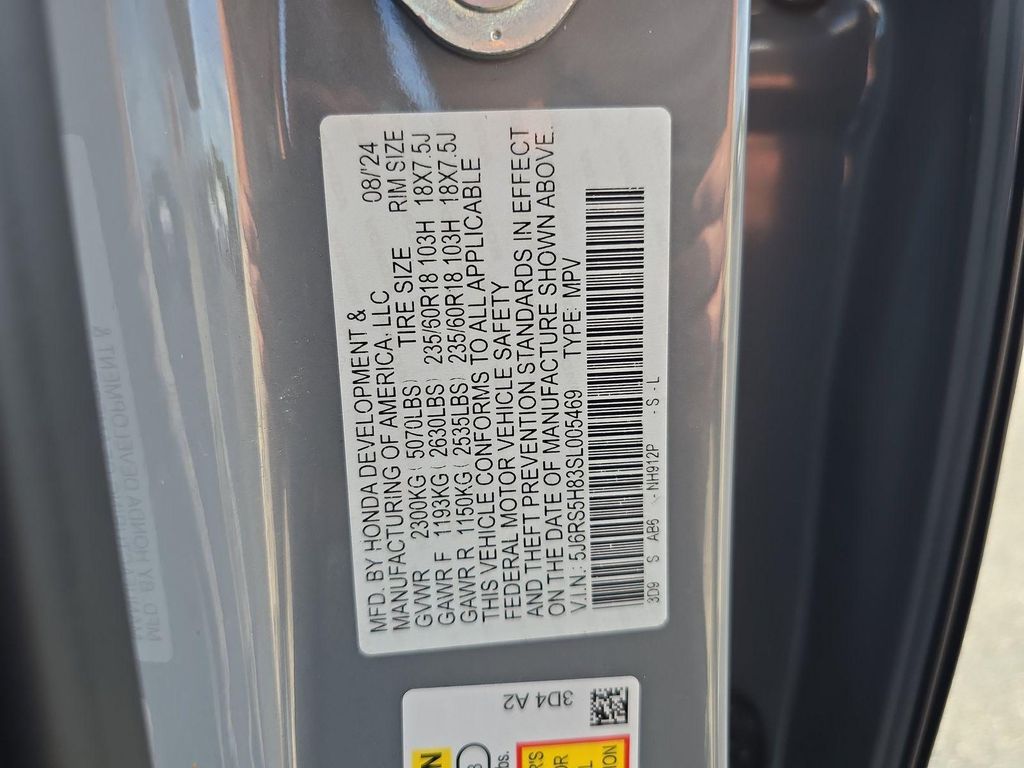 MFD. BY HONDA DEVELOPMENT & 08/'24
MANUFACTURING OF AMERICA, LLC TIRE SIZE RIM SIZE
GVWR 2300KG ( 5070LBS)
GAWR F 1193KG ( 2630LBS) 235/60R18 103H 18X7.5J
GAWR R 1150KG ( 2535LBS) 235/60R18 103H 18X7.5J
THIS VEHICLE CONFORMS TO ALL APPLICABLE
FEDERAL MOTOR VEHICLE SAFETY
AND THEFT PREVENTION STANDARDS IN EFFECT
ON THE DATE OF MANUFACTURE SHOWN ABOVE.
V.I.N.: 5J6RS5H83SL005469 TYPE: MPV
3D9 S AB6 - NH912P - S - L
3D4 A2